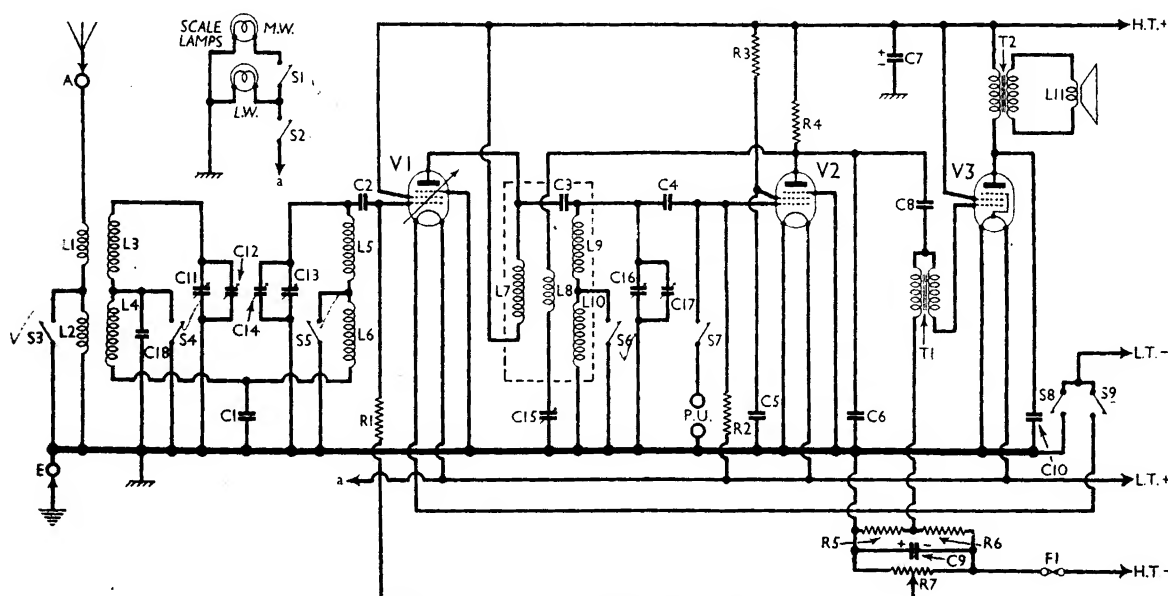 SCALE LAMPS
M.W.
S1
L.W.
S2
a
A
H.T.+
R3
C7
T2
L11
R4
V1
V2
V3
C2
C3
C4
C8
L1
L3
C12
C11
C13
L5
L9
C16
L7
L8
L10
C17
L4
C14
S3
L2
C18
S4
S5
L6
S6
S7
T1
L.T.-
S8
S9
C1
R1
C15
P.U.
R2
C5
C6
C10
E
a
L.T.+
R5
+ -
C9
R6
R7
F1
H.T.-